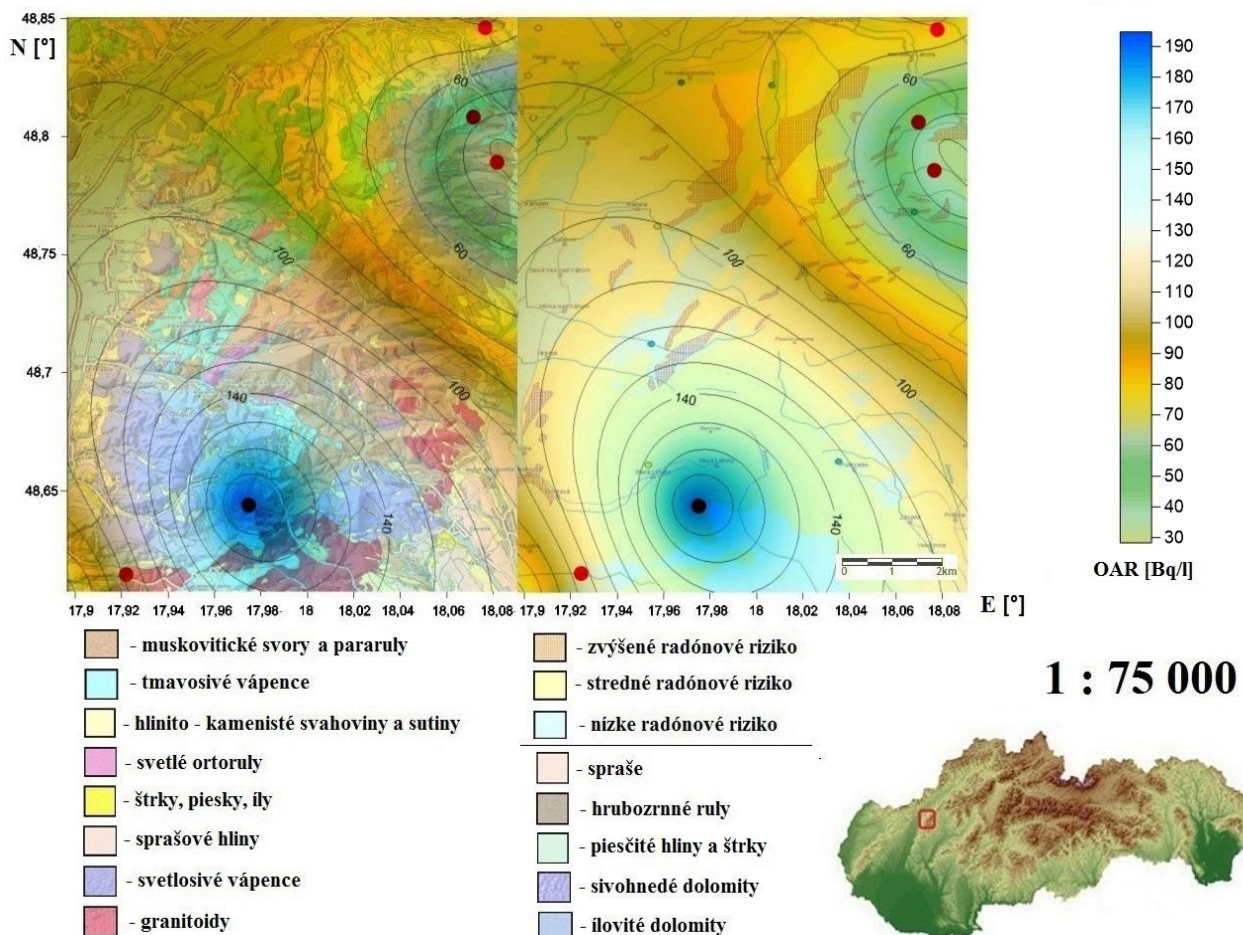 48,85
N [°]
48,8
48,75
48,7
48,65
60
60
100
100
140
140
60
60
100
100
140
140
0 1 2km
17,9 17,92 17,94 17,96 17,98 18 18,02 18,04 18,06 18,08
17,9 17,92 17,94 17,96 17,98 18 18,02 18,04 18,06 18,08
E [°]
190
180
170
160
150
140
130
120
110
100
90
80
70
60
50
40
30
OAR [Bq/l]
- muskovitické svory a pararuly
- tmavosivé vápence
- hlinito - kamenisté svahoviny a sutiny
- svetlé ortoruly
- štrky, piesky, íly
sprašové hliny
- svetlosivé vápence
- granitoidy
- zvýšené radónové riziko
- stredné radónové riziko
- nízke radónové riziko
- spraše
- hrubozrnné ruly
- piesčité hliny a štrky
- sivohnedé dolomity
- ílovité dolomity
1 : 75 000